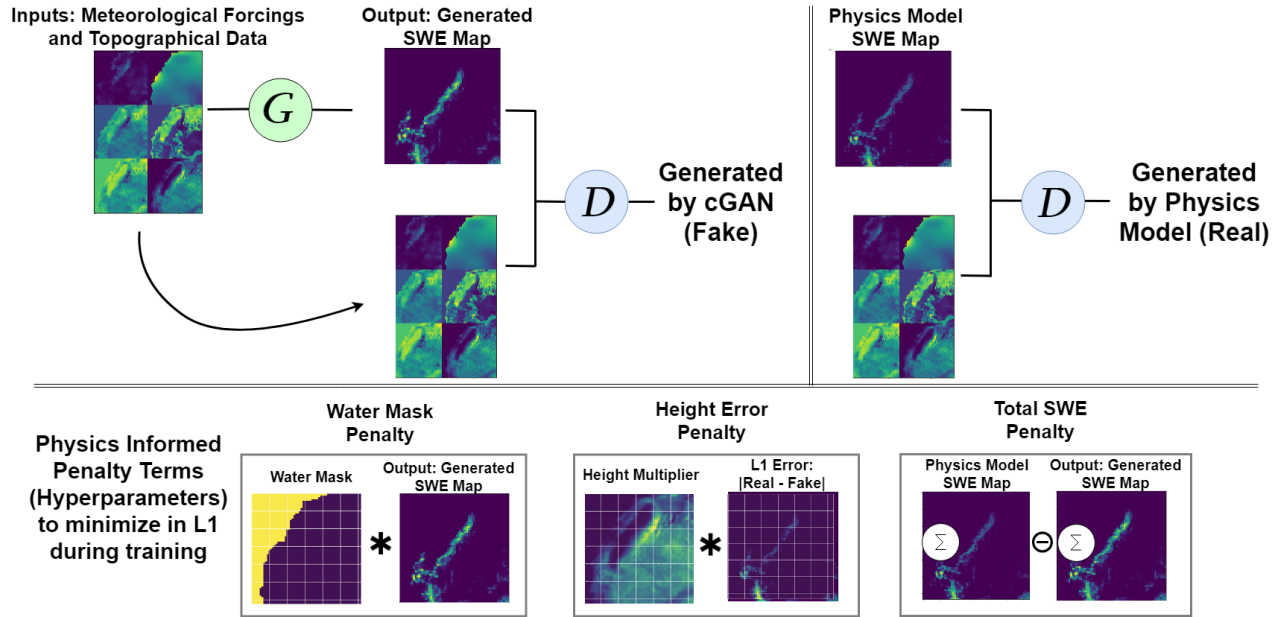 Inputs: Meteorological Forcings
and Topographical Data
Output: Generated
SWE Map
G
D
Generated
by cGAN
(Fake)
Physics Model
SWE Map
D
Generated
by Physics
Model (Real)
Physics Informed
Penalty Terms
(Hyperparameters)
to minimize in L1
during training
Water Mask
Penalty
Water Mask
*
Output: Generated
SWE Map
Height Error
Penalty
Height Multiplier
*
L1 Error:
|Real - Fake|
Total SWE
Penalty
Physics Model
SWE Map
Σ
⊖
Output: Generated
SWE Map
Σ